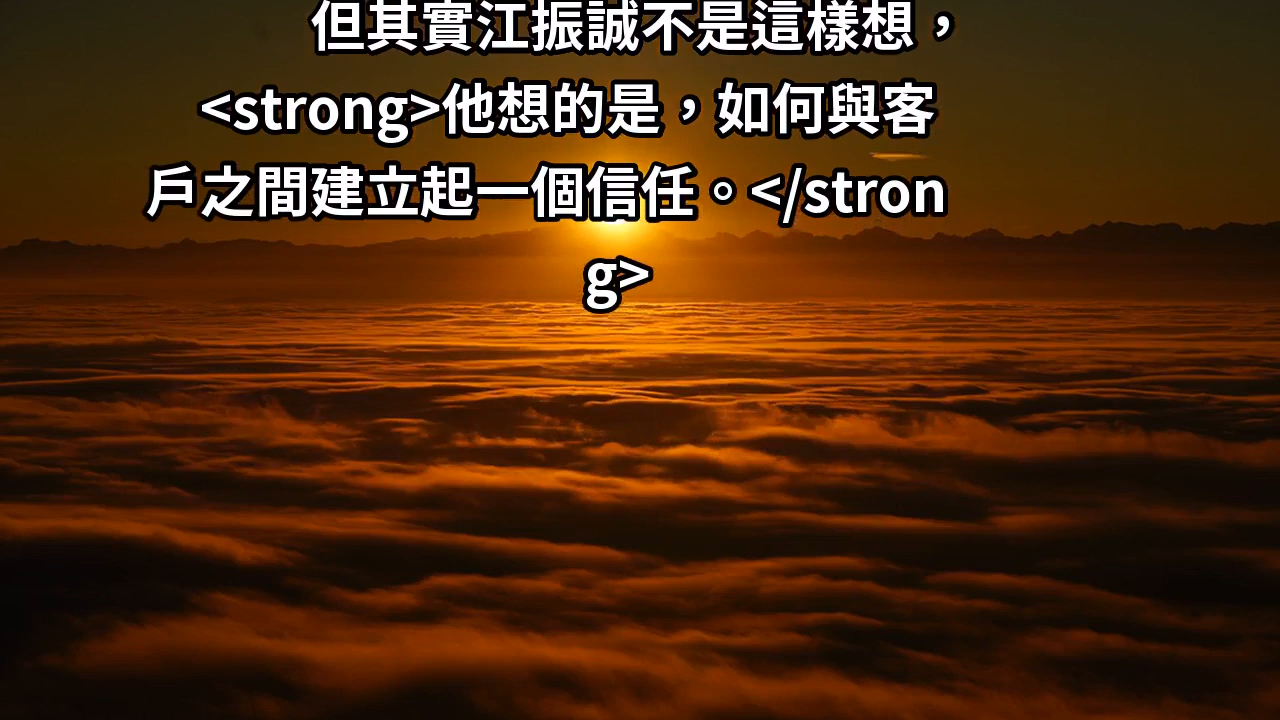 但其實江振誠不是這樣想，
<strong>他想的是，如何與客
戶之間建立起一個信任。</stron
g>